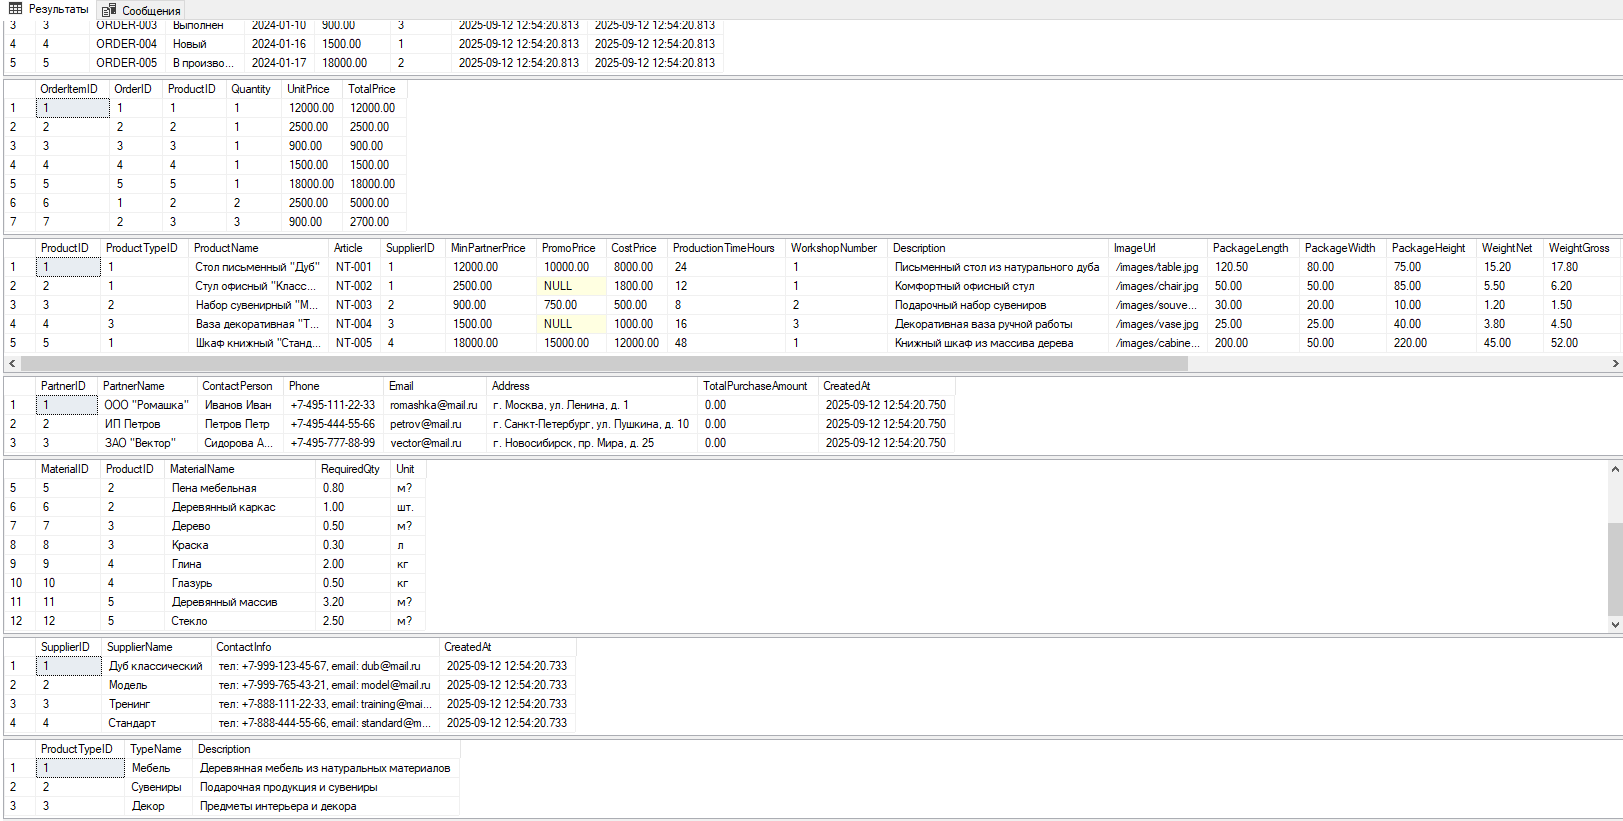 Результаты Сообщения
3 3 ORDER-003 Выполнен 2024-01-10 900.00 3 2025-09-12 12:54:20.813 2025-09-12 12:54:20.813
4 4 ORDER-004 Новый 2024-01-16 1500.00 1 2025-09-12 12:54:20.813 2025-09-12 12:54:20.813
5 5 ORDER-005 В произво... 2024-01-17 18000.00 2 2025-09-12 12:54:20.813 2025-09-12 12:54:20.813
OrderItemID OrderID ProductID Quantity UnitPrice TotalPrice
1 1 1 1 1 12000.00 12000.00
2 2 2 2 1 2500.00 2500.00
3 3 3 3 1 900.00 900.00
4 4 4 4 1 1500.00 1500.00
5 5 5 5 1 18000.00 18000.00
6 6 1 2 2 2500.00 5000.00
7 7 2 3 3 900.00 2700.00
ProductID ProductTypeID ProductName Article SupplierID MinPartnerPrice PromoPrice CostPrice ProductionTimeHours WorkshopNumber Description ImageUrl PackageLength PackageWidth PackageHeight WeightNet WeightGross
1 1 1 Стол письменный "Дуб" NT-001 1 12000.00 10000.00 8000.00 24 1 Письменный стол из натурального дуба /images/table.jpg 120.50 80.00 75.00 15.20 17.80
2 2 1 Стул офисный "Класс... NT-002 1 2500.00 NULL 1800.00 12 1 Комфортный офисный стул /images/chair.jpg 50.00 50.00 85.00 5.50 6.20
3 3 2 Набор сувенирный "М... NT-003 2 900.00 750.00 500.00 8 2 Подарочный набор сувениров /images/souve... 30.00 20.00 10.00 1.20 1.50
4 4 3 Ваза декоративная "Т... NT-004 3 1500.00 NULL 1000.00 16 3 Декоративная ваза ручной работы /images/vase.jpg 25.00 25.00 40.00 3.80 4.50
5 5 1 Шкаф книжный "Станд... NT-005 4 18000.00 15000.00 12000.00 48 1 Книжный шкаф из массива дерева /images/cabine... 200.00 50.00 220.00 45.00 52.00
PartnerID PartnerName ContactPerson Phone Email Address TotalPurchaseAmount CreatedAt
1 1 ООО "Ромашка" Иванов Иван +7-495-111-22-33 romashka@mail.ru г. Москва, ул. Ленина, д. 1 0.00 2025-09-12 12:54:20.750
2 2 ИП Петров Петров Петр +7-495-444-55-66 petrov@mail.ru г. Санкт-Петербург, ул. Пушкина, д. 10 0.00 2025-09-12 12:54:20.750
3 3 ЗАО "Вектор" Сидорова А... +7-495-777-88-99 vector@mail.ru г. Новосибирск, пр. Мира, д. 25 0.00 2025-09-12 12:54:20.750
MaterialID ProductID MaterialName RequiredQty Unit
5 5 2 Пена мебельная 0.80 м?
6 6 2 Деревянный каркас 1.00 шт.
7 7 3 Дерево 0.50 м?
8 8 3 Краска 0.30 л
9 9 4 Глина 2.00 кг
10 10 4 Глазурь 0.50 кг
11 11 5 Деревянный массив 3.20 м?
12 12 5 Стекло 2.50 м?
SupplierID SupplierName ContactInfo CreatedAt
1 1 Дуб классический тел: +7-999-123-45-67, email: dub@mail.ru 2025-09-12 12:54:20.733
2 2 Модель тел: +7-999-765-43-21, email: model@mail.ru 2025-09-12 12:54:20.733
3 3 Тренинг тел: +7-888-111-22-33, email: training@mai... 2025-09-12 12:54:20.733
4 4 Стандарт тел: +7-888-444-55-66, email: standard@m... 2025-09-12 12:54:20.733
ProductTypeID TypeName Description
1 1 Мебель Деревянная мебель из натуральных материалов
2 2 Сувениры Подарочная продукция и сувениры
3 3 Декор Предметы интерьера и декора